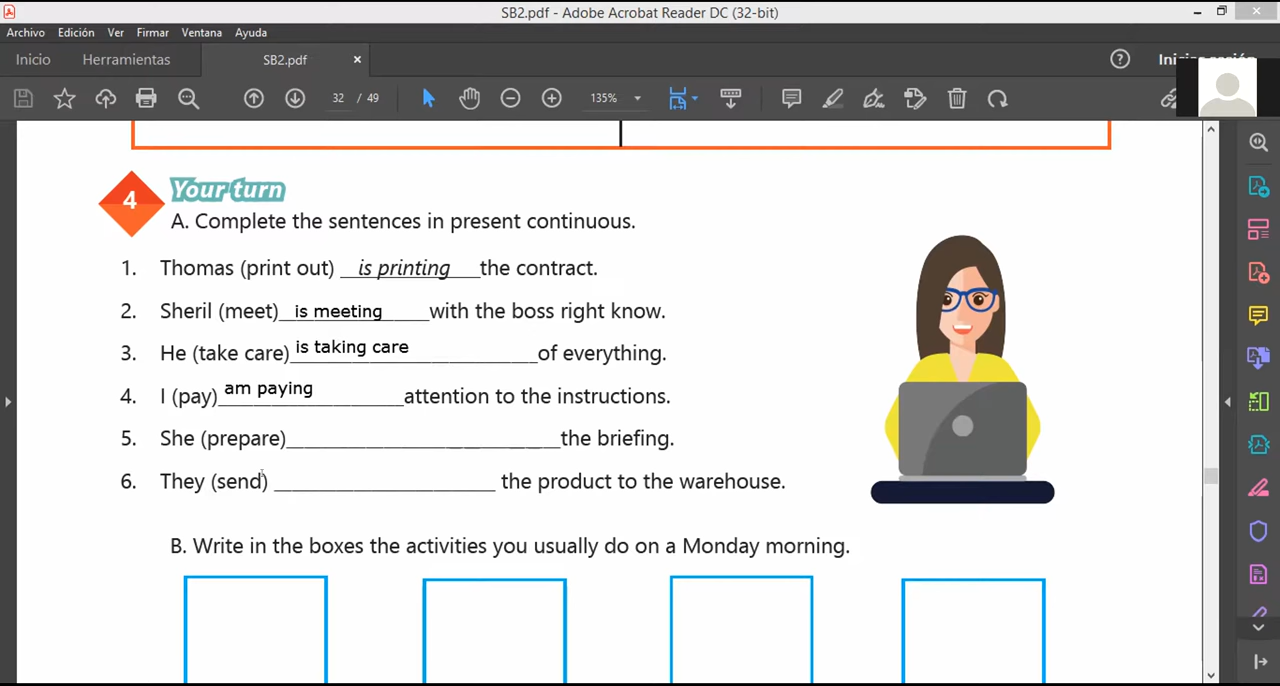 SB2.pdf - Adobe Acrobat Reader DC (32-bit)
Archivo Edición Ver Firmar Ventana Ayuda
Inicio Herramientas SB2.pdf
32 / 49 135%
4 Your turn
A. Complete the sentences in present continuous.
1. Thomas (print out) __is printing___the contract.
2. Sheril (meet) is meeting with the boss right know.
3. He (take care) is taking care of everything.
4. I (pay) am paying attention to the instructions.
5. She (prepare)__________________________the briefing.
6. They (send) _____________________ the product to the warehouse.
B. Write in the boxes the activities you usually do on a Monday morning.